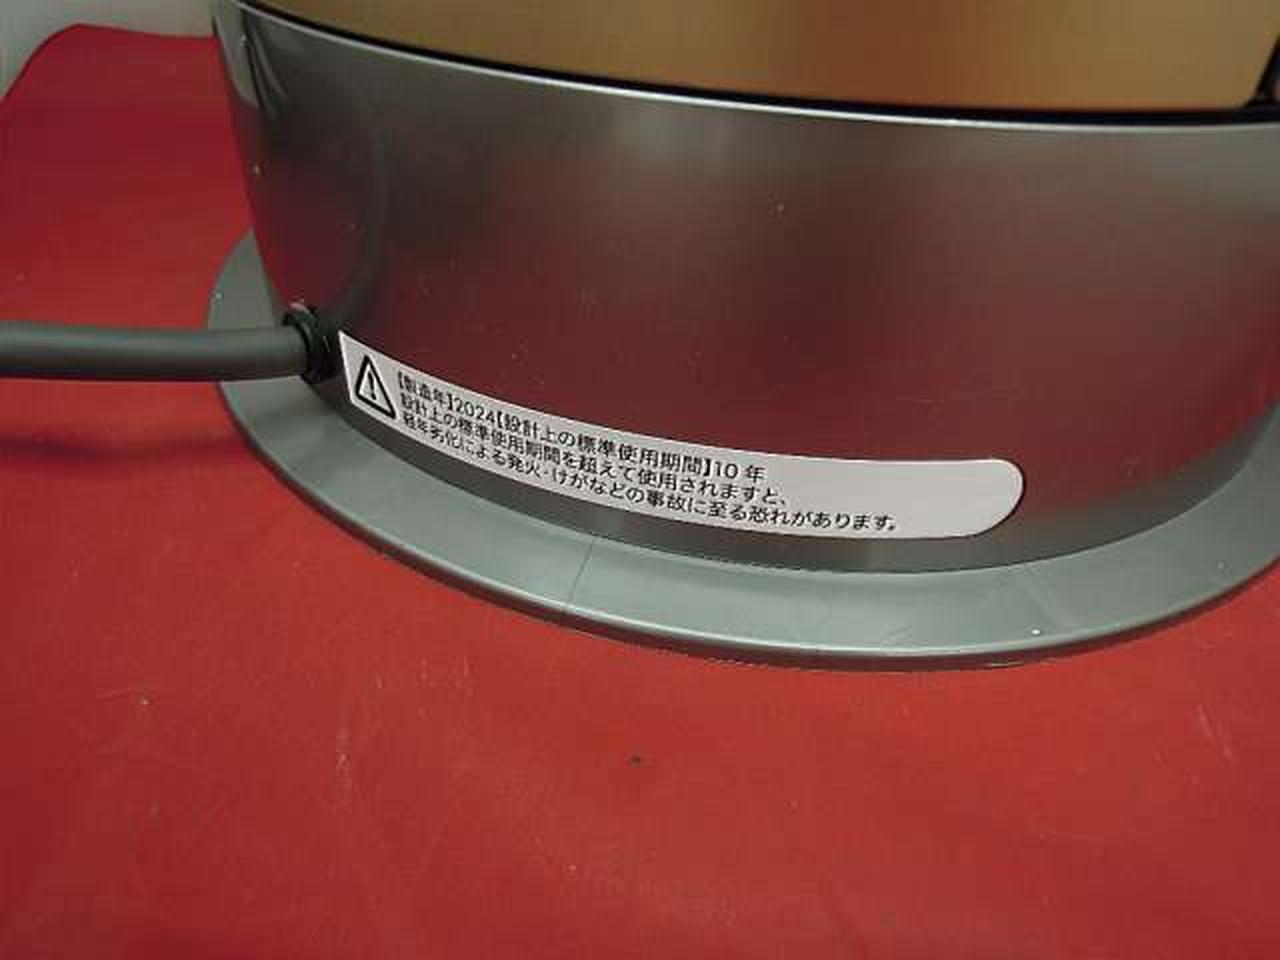 【製造年】2024【設計上の標準使用期間】10 年
設計上の標準使用期間を超えて使用されますと、
経年劣化による発火・けがなどの事故に至る恐れがあります。